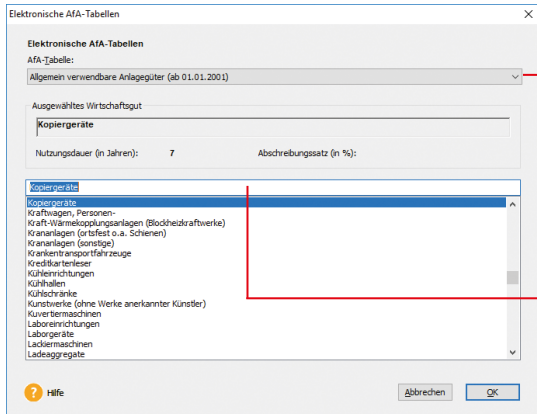 Elektronische AfA-Tabellen
Elektronische AfA-Tabellen
AfA-Tabelle:
Allgemein verwendbare Anlagegüter (ab 01.01.2001)
Ausgewähltes Wirtschaftsgut
Kopiergeräte
Nutzungsdauer (in Jahren): 7 Abschreibungssatz (in %):
Kopiergeräte
Kopiergeräte
Kraftwagen, Personen-
Kraft-Wärmekopplungsanlagen (Blockheizkraftwerke)
Krananlagen (ortsfest o.a. Schienen)
Krananlagen (sonstige)
Krankentransportfahrzeuge
Kreditkartenleser
Kühleinrichtungen
Kühlhallen
Kühlschränke
Kunstwerke (ohne Werke anerkannter Künstler)
Kuvertiermaschinen
Laboreinrichtungen
Laborgeräte
Lackiermaschinen
Ladeaggregate
? Hilfe Abbrechen OK